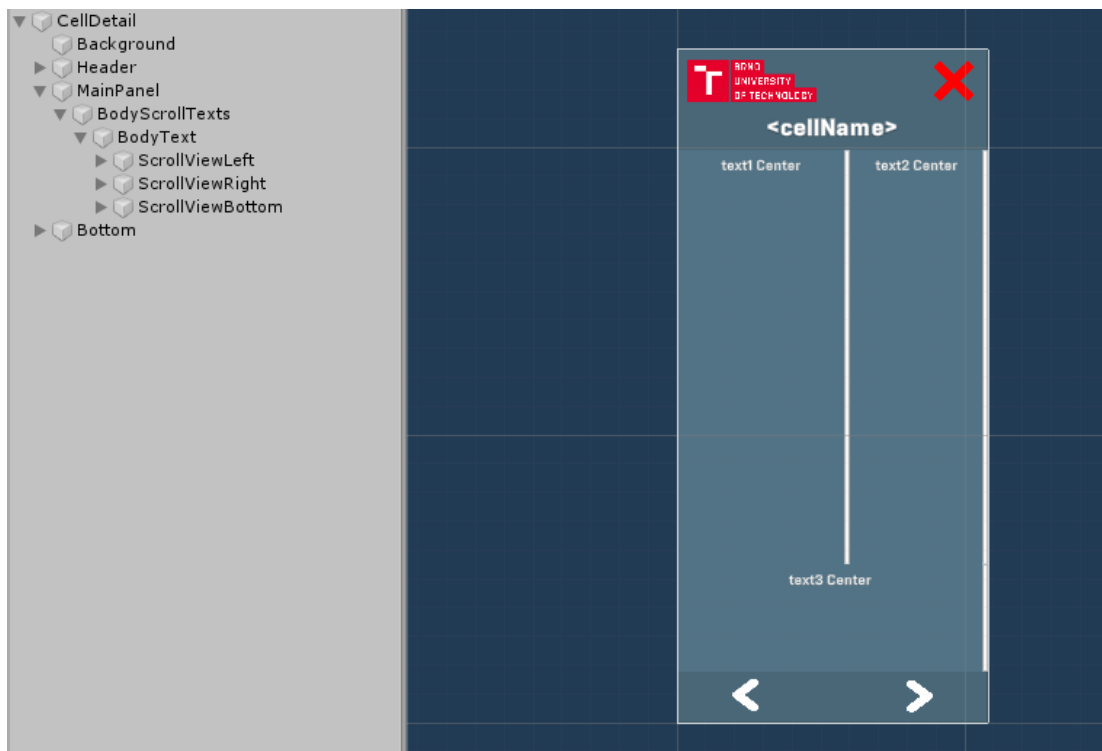 CellDetail
Background
Header
MainPanel
BodyScrollTexts
BodyText
ScrollViewLeft
ScrollViewRight
ScrollViewBottom
Bottom
BRNO
UNIVERSITY
OF TECHNOLOGY
<cellName>
text1 Center
text2 Center
text3 Center